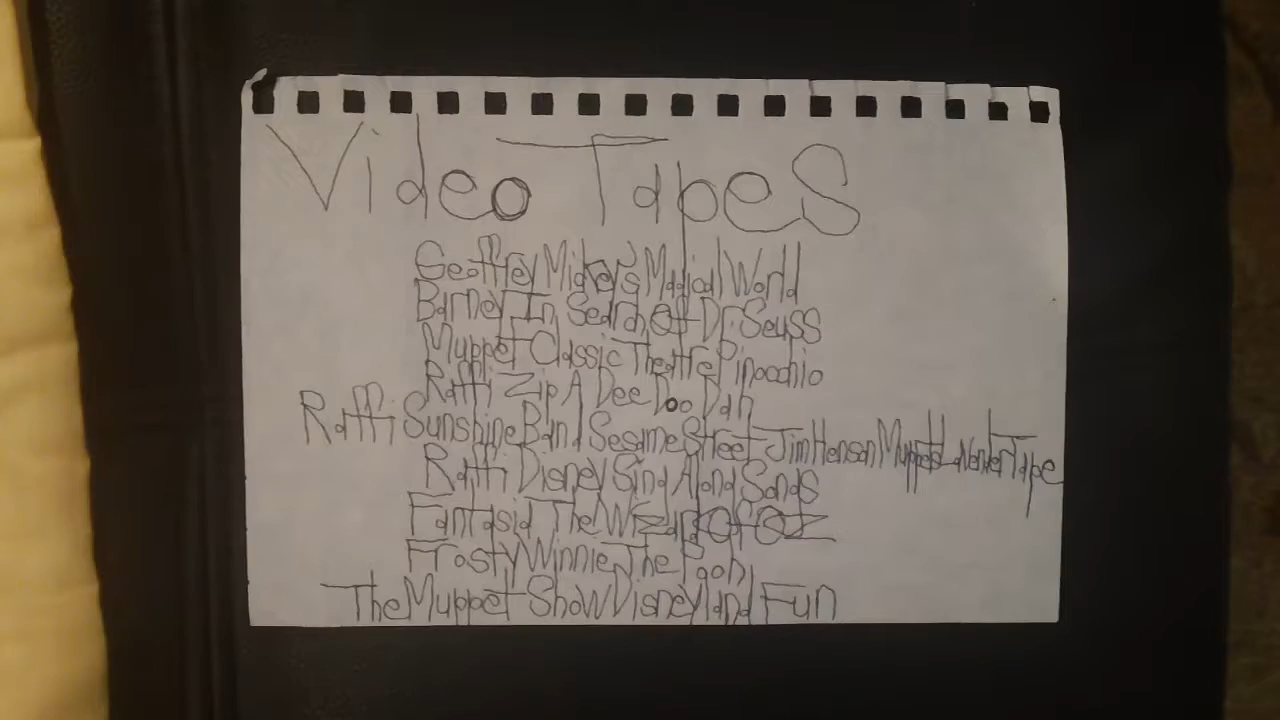 Video Tapes
Geoffrey Mickey's Magical World
Barney In Search Of Dr. Seuss
Muppet Classic Theatre Pinocchio
Raffi Zip A Dee Doo Dah
Raffi Sunshine Band Sesame Street Jim Henson Muppets Lavender Tape
Raffi Disney Sing Along Songs
Fantasia The Wizard Of Oz
Frosty Winnie The Pooh
The Muppet Show Disneyland Fun